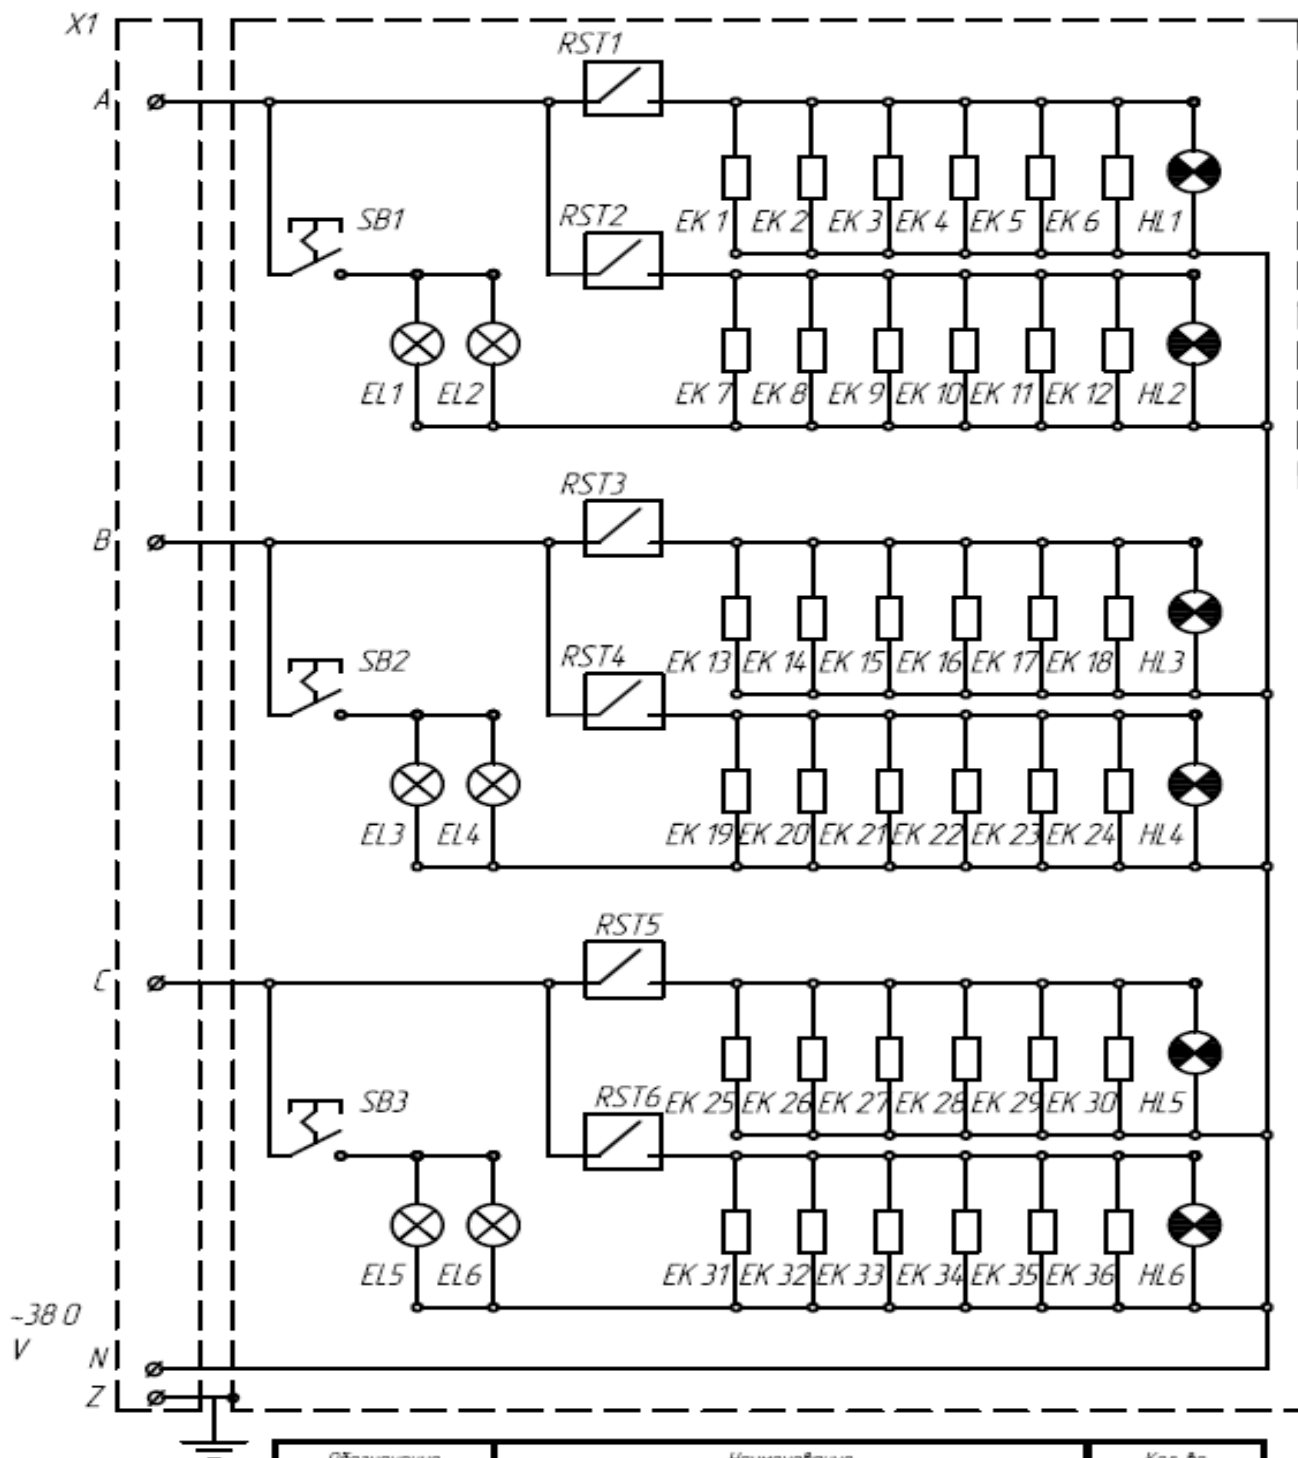 X1
RST1
A
SB1
RST2
EK 1 EK 2 EK 3 EK 4 EK 5 EK 6 HL1
EL1 EL2
EK 7 EK 8 EK 9 EK 10 EK 11 EK 12 HL2
RST3
B
SB2
RST4
EK 13 EK 14 EK 15 EK 16 EK 17 EK 18 HL3
EL3 EL4
EK 19 EK 20 EK 21 EK 22 EK 23 EK 24 HL4
RST5
C
SB3
RST6
EK 25 EK 26 EK 27 EK 28 EK 29 EK 30 HL5
EL5 EL6
EK 31 EK 32 EK 33 EK 34 EK 35 EK 36 HL6
~38 0
V
N
Z